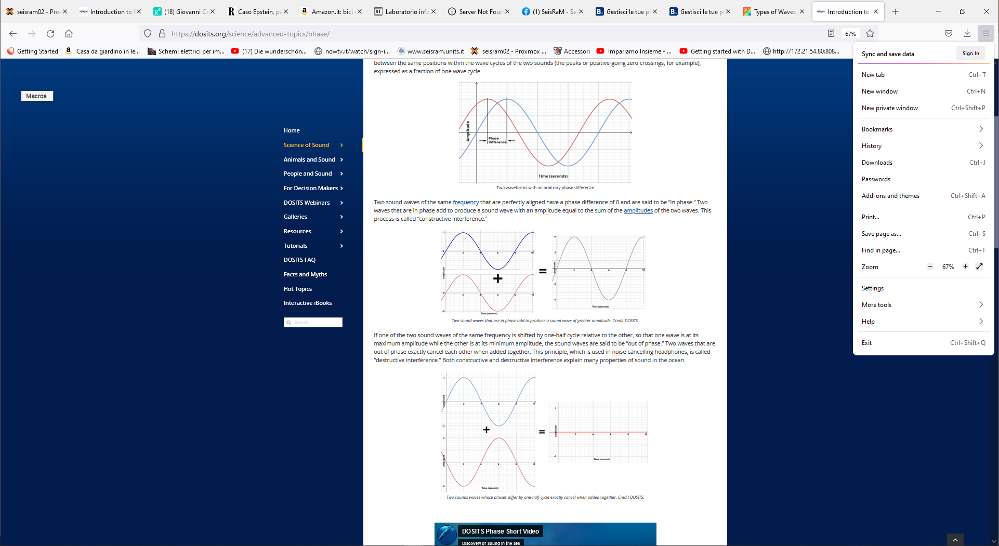 seisram02 - Prox
Introduction to P
(18) Giovanni Co
Caso Epstein, pa
Amazon.it: bici
Laboratorio info
Server Not Foun
(1) SeisRaM - Sei
Gestisci le tue pr
Gestisci le tue pr
Types of Waves
Introduction to
https://dosits.org/science/advanced-topics/phase/
67%
Getting Started
Casa da giardino in le...
Schemi elettrici per im...
(17) Die wunderschön...
nowtv.it/watch/sign-i...
www.seisram.units.it
seisram02 - Proxmox ...
Accessori
Impariamo Insieme - ...
Getting started with D...
http://172.21.54.80:808...
Sync and save data
Sign In
New tab Ctrl+T
New window Ctrl+N
New private window Ctrl+Shift+P
Bookmarks
History
Downloads Ctrl+J
Passwords
Add-ons and themes Ctrl+Shift+A
Print... Ctrl+P
Save page as... Ctrl+S
Find in page... Ctrl+F
Zoom 67%
Settings
More tools
Help
Exit Ctrl+Shift+Q
Macros
Home
Science of Sound
Animals and Sound
People and Sound
For Decision Makers
DOSITS Webinars
Galleries
Resources
Tutorials
DOSITS FAQ
Facts and Myths
Hot Topics
Interactive iBooks
Search...
between the same positions within the wave cycles of the two sounds (the peaks or positive-going zero crossings, for example),
expressed as a fraction of one wave cycle.
Amplitude
Phase
Difference
Time (seconds)
Two waveforms with an arbitrary phase difference
Two sound waves of the same frequency that are perfectly aligned have a phase difference of 0 and are said to be “in phase.” Two
waves that are in phase add to produce a sound wave with an amplitude equal to the sum of the amplitudes of the two waves. This
process is called “constructive interference.”
Amplitude
+
=
Time (seconds)
Time (seconds)
Two sound waves that are in phase add to produce a sound wave of greater amplitude. Credit DOSITS.
If one of the two sound waves of the same frequency is shifted by one-half cycle relative to the other, so that one wave is at its
maximum amplitude while the other is at its minimum amplitude, the sound waves are said to be “out of phase.” Two waves that are
out of phase exactly cancel each other when added together. This principle, which is used in noise-cancelling headphones, is called
“destructive interference.” Both constructive and destructive interference explain many properties of sound in the ocean.
Amplitude
+
=
Amplitude
Amplitude
Time (seconds)
Time (seconds)
Two sounds waves whose phases differ by one-half cycle exactly cancel when added together. Credit DOSITS.
DOSITS Phase Short Video
Discovery of Sound in the Sea